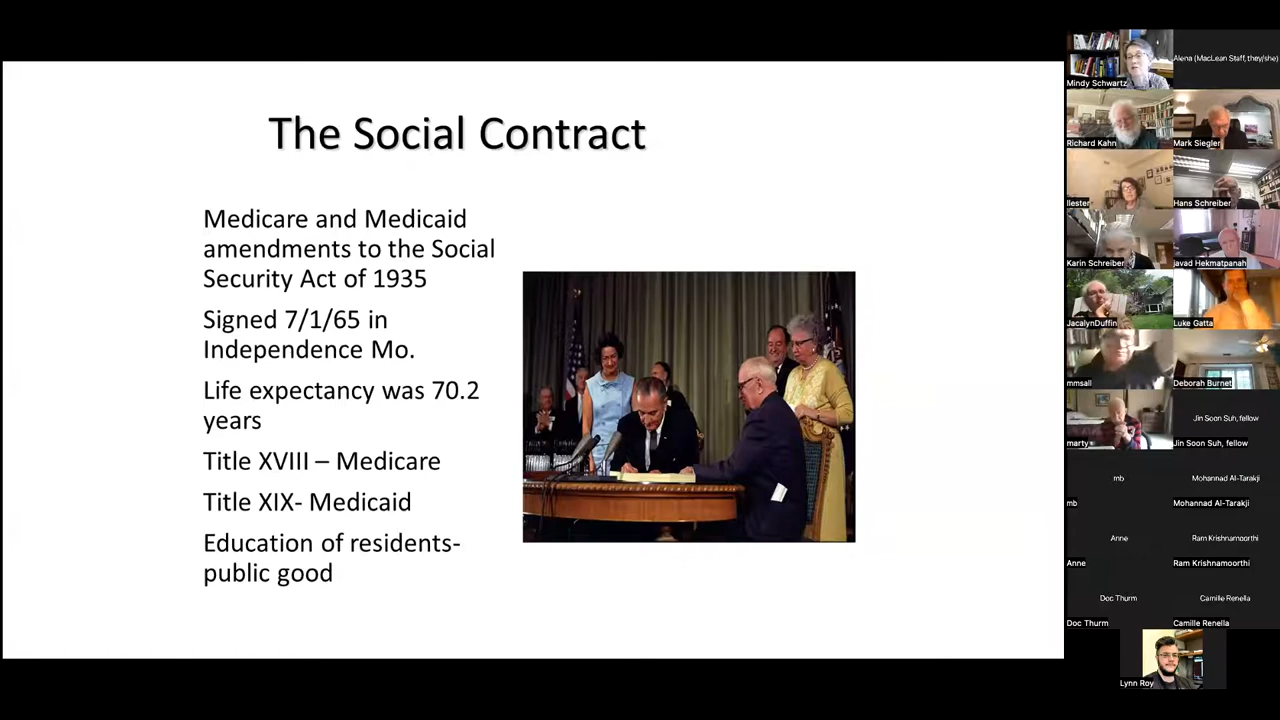 The Social Contract
Medicare and Medicaid
amendments to the Social
Security Act of 1935
Signed 7/1/65 in
Independence Mo.
Life expectancy was 70.2
years
Title XVIII – Medicare
Title XIX- Medicaid
Education of residents-
public good
Mindy Schwartz
Alena (MacLean Staff, they/she)
Richard Kahn
Mark Siegler
llester
Hans Schreiber
Karin Schreiber
javad Hekmatpanah
JacalynDuffin
Luke Gatta
mmsall
Deborah Burnet
marty
Jin Soon Suh, fellow
Jin Soon Suh, fellow
mb
mb
Mohannad Al-Tarakji
Mohannad Al-Tarakji
Anne
Anne
Ram Krishnamoorthi
Ram Krishnamoorthi
Doc Thurm
Doc Thurm
Camille Renella
Camille Renella
Lynn Roy